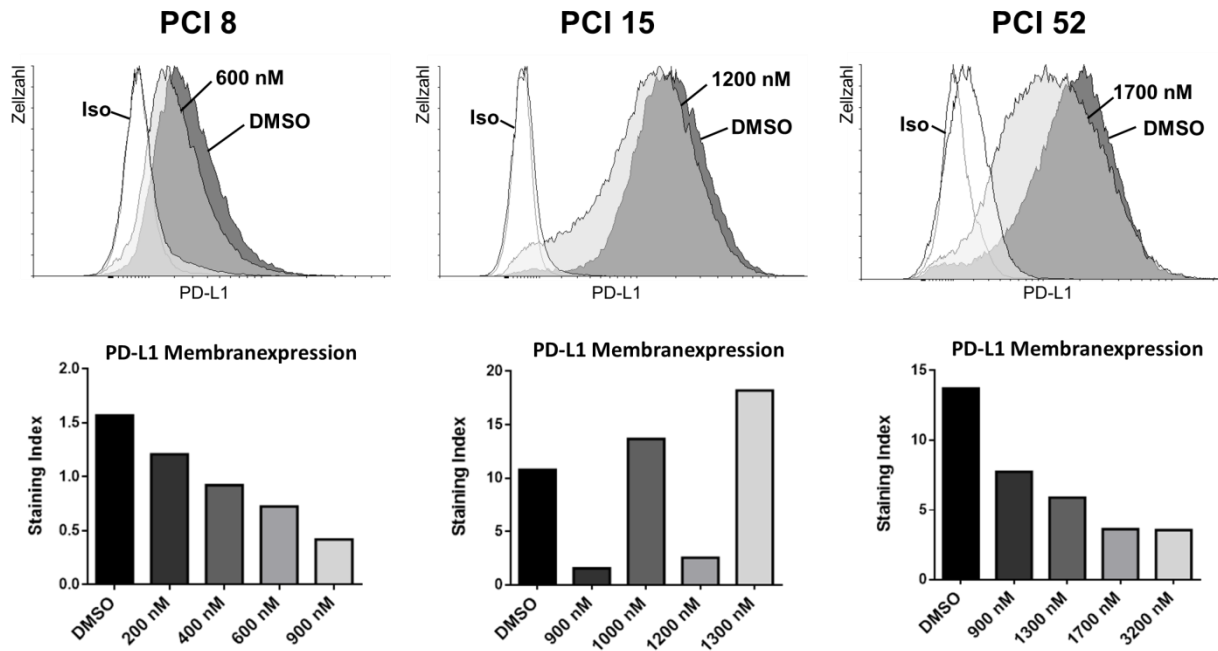 PCI 8
PCI 15
PCI 52
Zellzahl
Iso
600 nM
DMSO
PD-L1
Zellzahl
Iso
1200 nM
DMSO
PD-L1
Zellzahl
Iso
1700 nM
DMSO
PD-L1
PD-L1 Membranexpression
Staining Index
2.0
1.5
1.0
0.5
0.0
DMSO
200 nM
400 nM
600 nM
900 nM
PD-L1 Membranexpression
Staining Index
20
15
10
5
0
DMSO
900 nM
1000 nM
1200 nM
1300 nM
PD-L1 Membranexpression
Staining Index
15
10
5
0
DMSO
900 nM
1300 nM
1700 nM
3200 nM